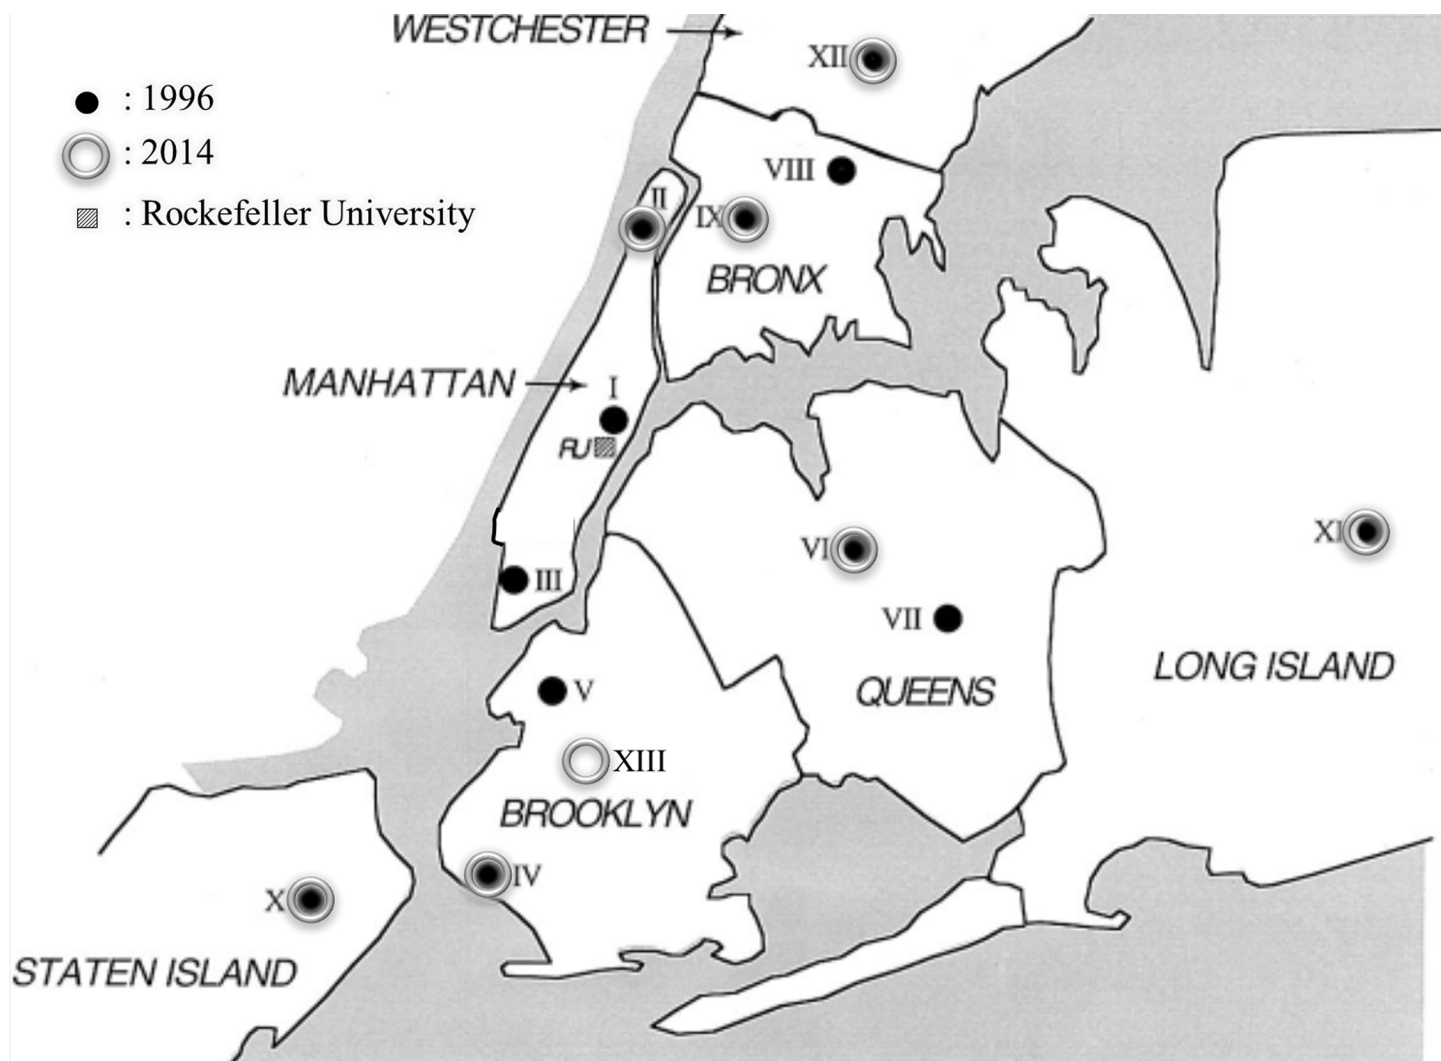 WESTCHESTER
XII
: 1996
: 2014
: Rockefeller University
VIII
II
IX
BRONX
MANHATTAN
I
RU
VI
XI
III
VII
LONG ISLAND
QUEENS
V
XIII
BROOKLYN
IV
X
STATEN ISLAND